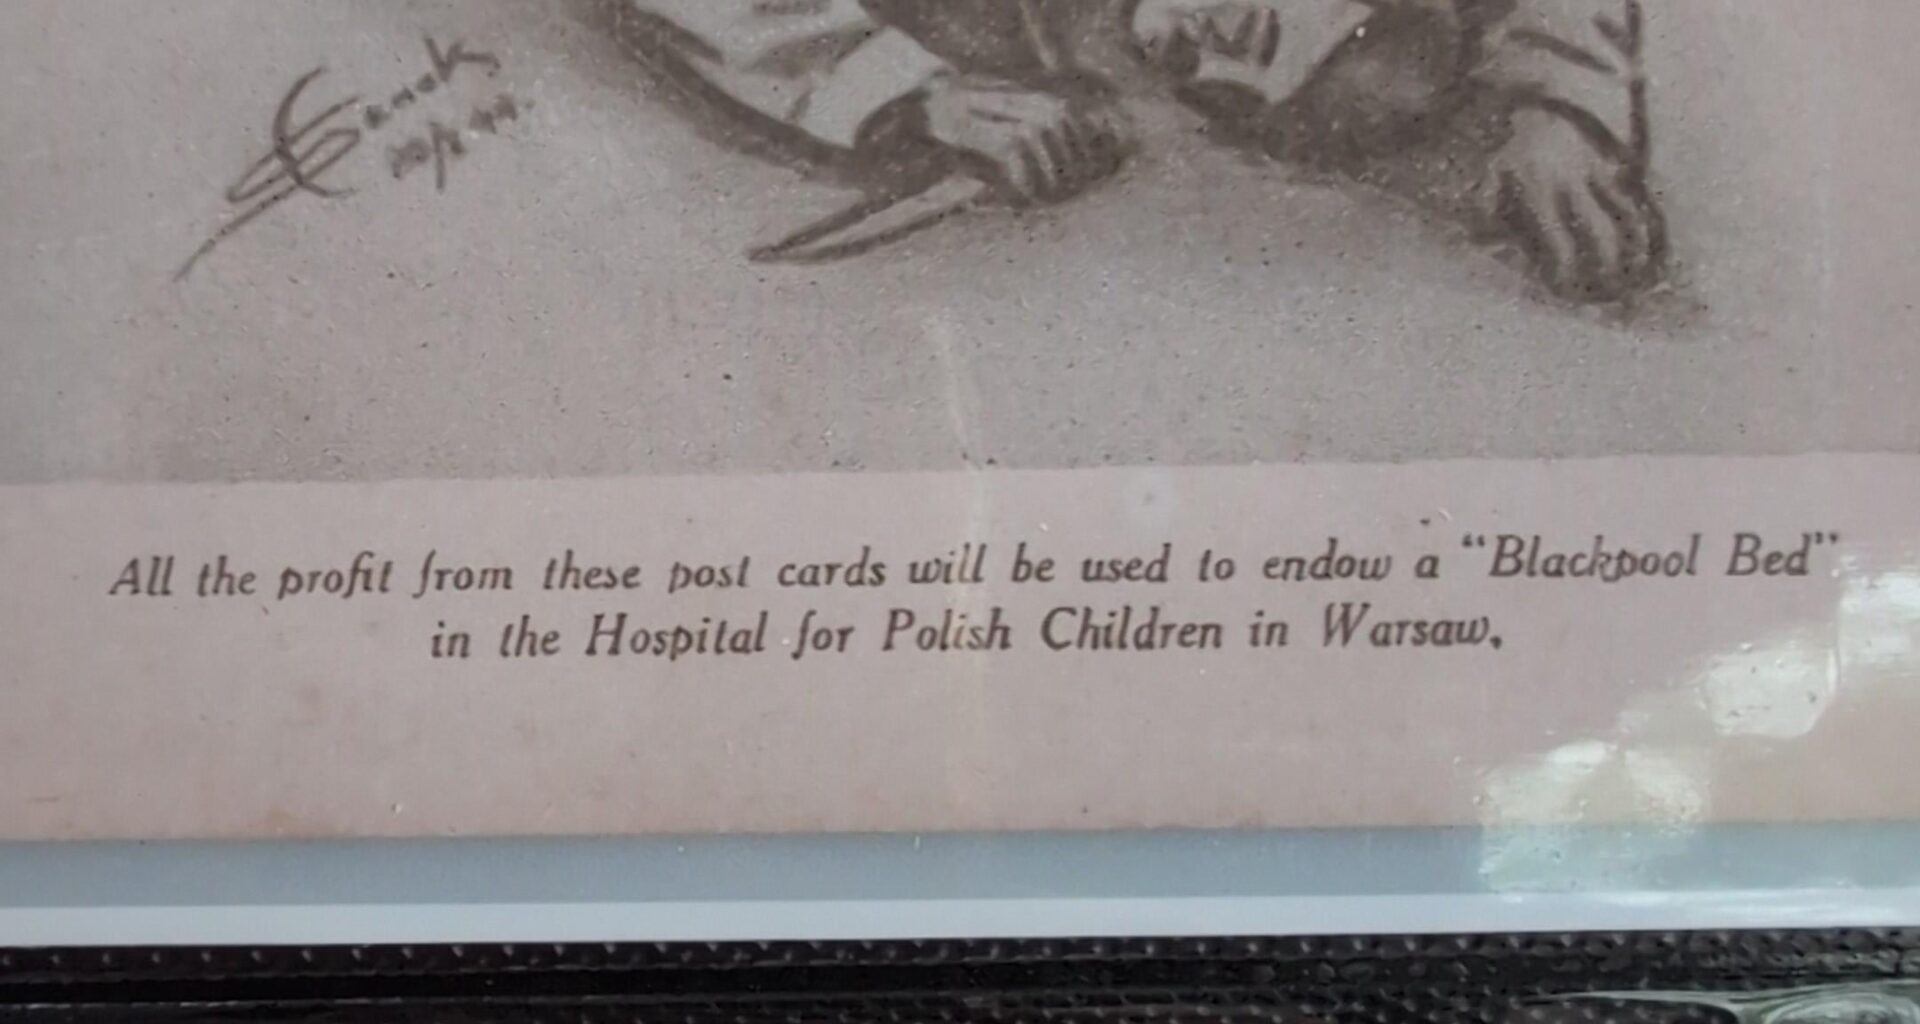 All the profit from these post cards will be used to endow a “Blackpool Bed”
in the Hospital for Polish Children in Warsaw.